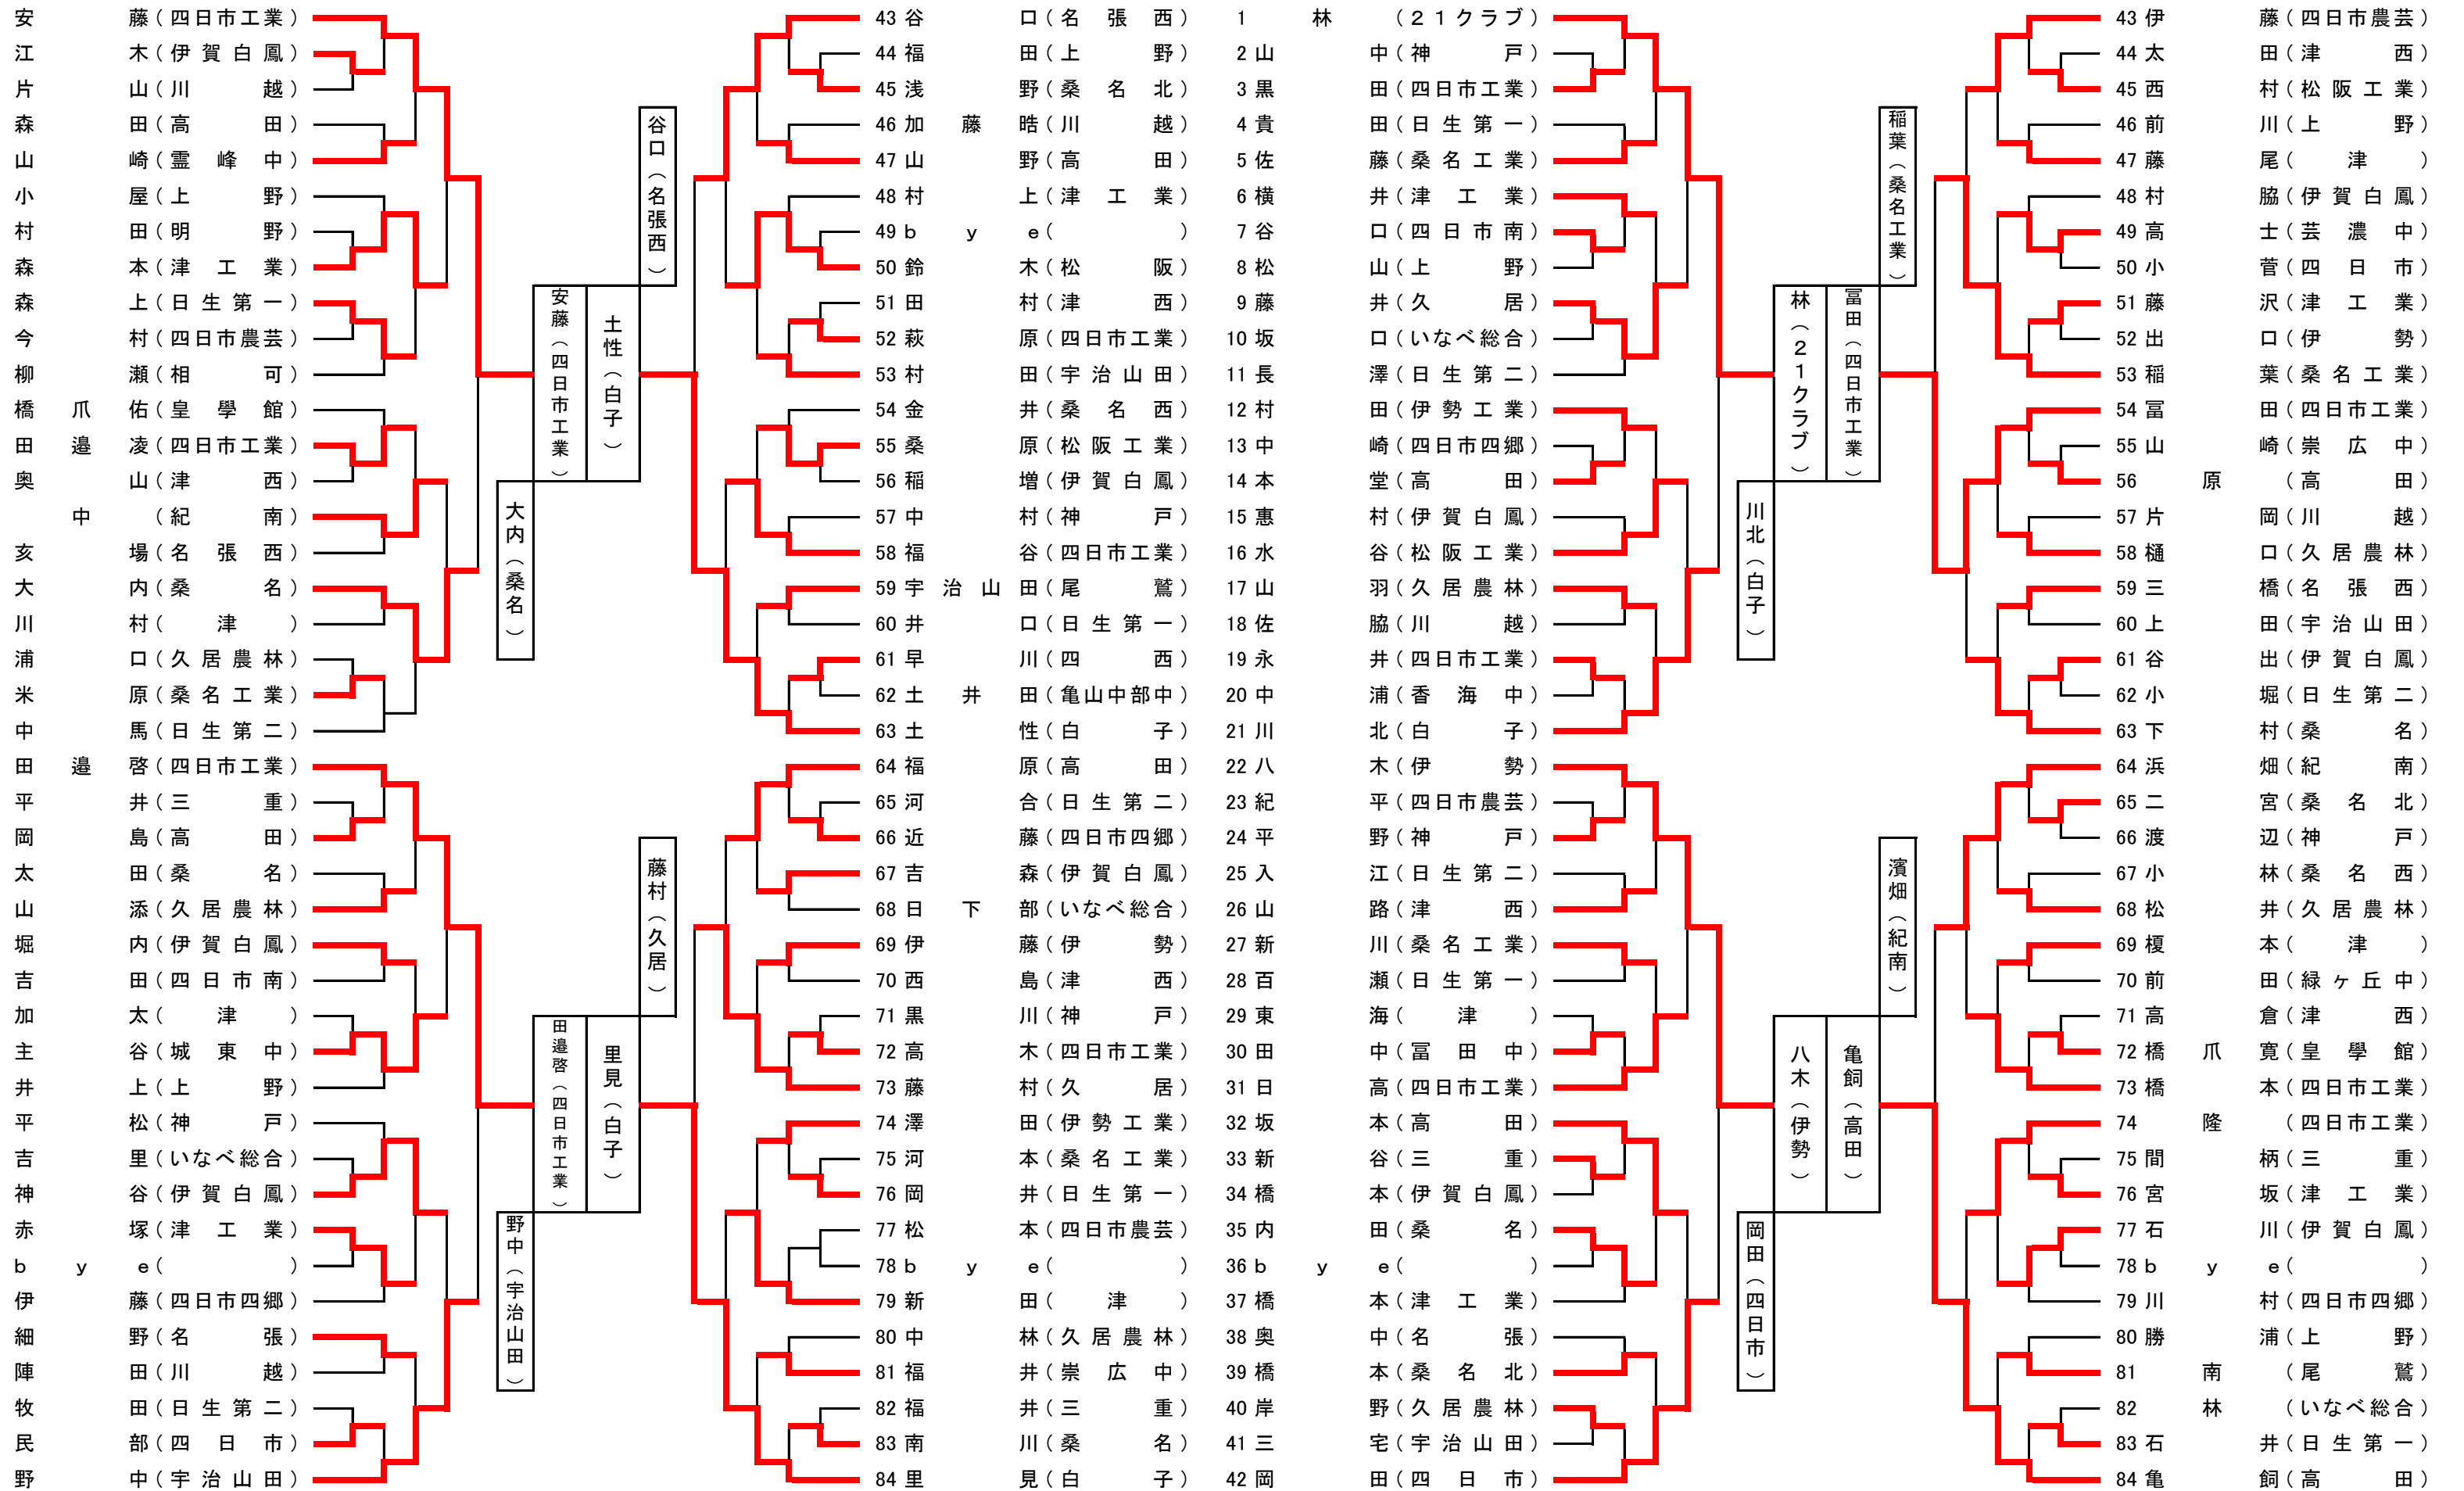 安藤(四日市工業)
江木(伊賀白鳳)
片山(川越)
森田(高田)
山崎(霊峰中)
小屋(上野)
村田(明野)
森本(津工業)
森上(日生第一)
今村(四日市農芸)
柳瀬(相可)
橋爪佑(皇學館)
田邉凌(四日市工業)
奥山(津西)
中(紀南)
亥場(名張西)
大内(桑名)
川村(津)
浦口(久居農林)
米原(桑名工業)
中馬(日生第二)
田邉啓(四日市工業)
平井(三重)
岡島(高田)
太田(桑名)
山添(久居農林)
堀内(伊賀白鳳)
吉田(四日市南)
加太(津)
主谷(城東中)
井上(上野)
平松(神戸)
吉里(いなべ総合)
神谷(伊賀白鳳)
赤塚(津工業)
bye( )
伊藤(四日市四郷)
細野(名張)
陣田(川越)
牧田(日生第二)
民部(四日市)
野中(宇治山田)
谷口(名張西)
安藤(四日市工業)
土性(白子)
大内(桑名)
藤村(久居)
田邉啓(四日市工業)
里見(白子)
野中(宇治山田)
43 谷口(名張西)
44 福田(上野)
45 浅野(桑名北)
46 加藤晧(川越)
47 山野(高田)
48 村上(津工業)
49 bye( )
50 鈴木(松阪)
51 田村(津西)
52 萩原(四日市工業)
53 村田(宇治山田)
54 金井(桑名西)
55 桑原(松阪工業)
56 稲増(伊賀白鳳)
57 中村(神戸)
58 福谷(四日市工業)
59 宇治山田(尾鷲)
60 井口(日生第一)
61 早川(四西)
62 土井田(亀山中部中)
63 土性(白子)
64 福原(高田)
65 河合(日生第二)
66 近藤(四日市四郷)
67 吉森(伊賀白鳳)
68 日下部(いなべ総合)
69 伊藤(伊勢)
70 西島(津西)
71 黒川(神戸)
72 高木(四日市工業)
73 藤村(久居)
74 澤田(伊勢工業)
75 河本(桑名工業)
76 岡井(日生第一)
77 松本(四日市農芸)
78 bye( )
79 新田(津)
80 中林(久居農林)
81 福井(崇広中)
82 福井(三重)
83 南川(桑名)
84 里見(白子)
1 林(21クラブ)
2 山中(神戸)
3 黒田(四日市工業)
4 貴田(日生第一)
5 佐藤(桑名工業)
6 横井(津工業)
7 谷口(四日市南)
8 松山(上野)
9 藤井(久居)
10 坂口(いなべ総合)
11 長澤(日生第二)
12 村田(伊勢工業)
13 中崎(四日市四郷)
14 本堂(高田)
15 惠村(伊賀白鳳)
16 水谷(松阪工業)
17 山羽(久居農林)
18 佐脇(川越)
19 永井(四日市工業)
20 中浦(香海中)
21 川北(白子)
22 八木(伊勢)
23 紀平(四日市農芸)
24 平野(神戸)
25 入江(日生第二)
26 山路(津西)
27 新川(桑名工業)
28 百瀬(日生第一)
29 東海(津)
30 田中(冨田中)
31 日高(四日市工業)
32 坂本(高田)
33 新谷(三重)
34 橋本(伊賀白鳳)
35 内田(桑名)
36 bye( )
37 橋本(津工業)
38 奥中(名張)
39 橋本(桑名北)
40 岸野(久居農林)
41 三宅(宇治山田)
42 岡田(四日市)
稲葉(桑名工業)
林(21クラブ)
冨田(四日市工業)
川北(白子)
濱畑(紀南)
八木(伊勢)
亀飼(高田)
岡田(四日市)
43 伊藤(四日市農芸)
44 太田(津西)
45 西村(松阪工業)
46 前川(上野)
47 藤尾(津)
48 村脇(伊賀白鳳)
49 高士(芸濃中)
50 小菅(四日市)
51 藤沢(津工業)
52 出口(伊勢)
53 稲葉(桑名工業)
54 冨田(四日市工業)
55 山崎(崇広中)
56 原(高田)
57 片岡(川越)
58 樋口(久居農林)
59 三橋(名張西)
60 上田(宇治山田)
61 谷出(伊賀白鳳)
62 小堀(日生第二)
63 下村(桑名)
64 浜畑(紀南)
65 二宮(桑名北)
66 渡辺(神戸)
67 小林(桑名西)
68 松井(久居農林)
69 榎本(津)
70 前田(緑ヶ丘中)
71 高倉(津西)
72 橋爪寛(皇學館)
73 橋本(四日市工業)
74 隆(四日市工業)
75 間柄(三重)
76 宮坂(津工業)
77 石川(伊賀白鳳)
78 bye( )
79 川村(四日市四郷)
80 勝浦(上野)
81 南(尾鷲)
82 林(いなべ総合)
83 石井(日生第一)
84 亀飼(高田)